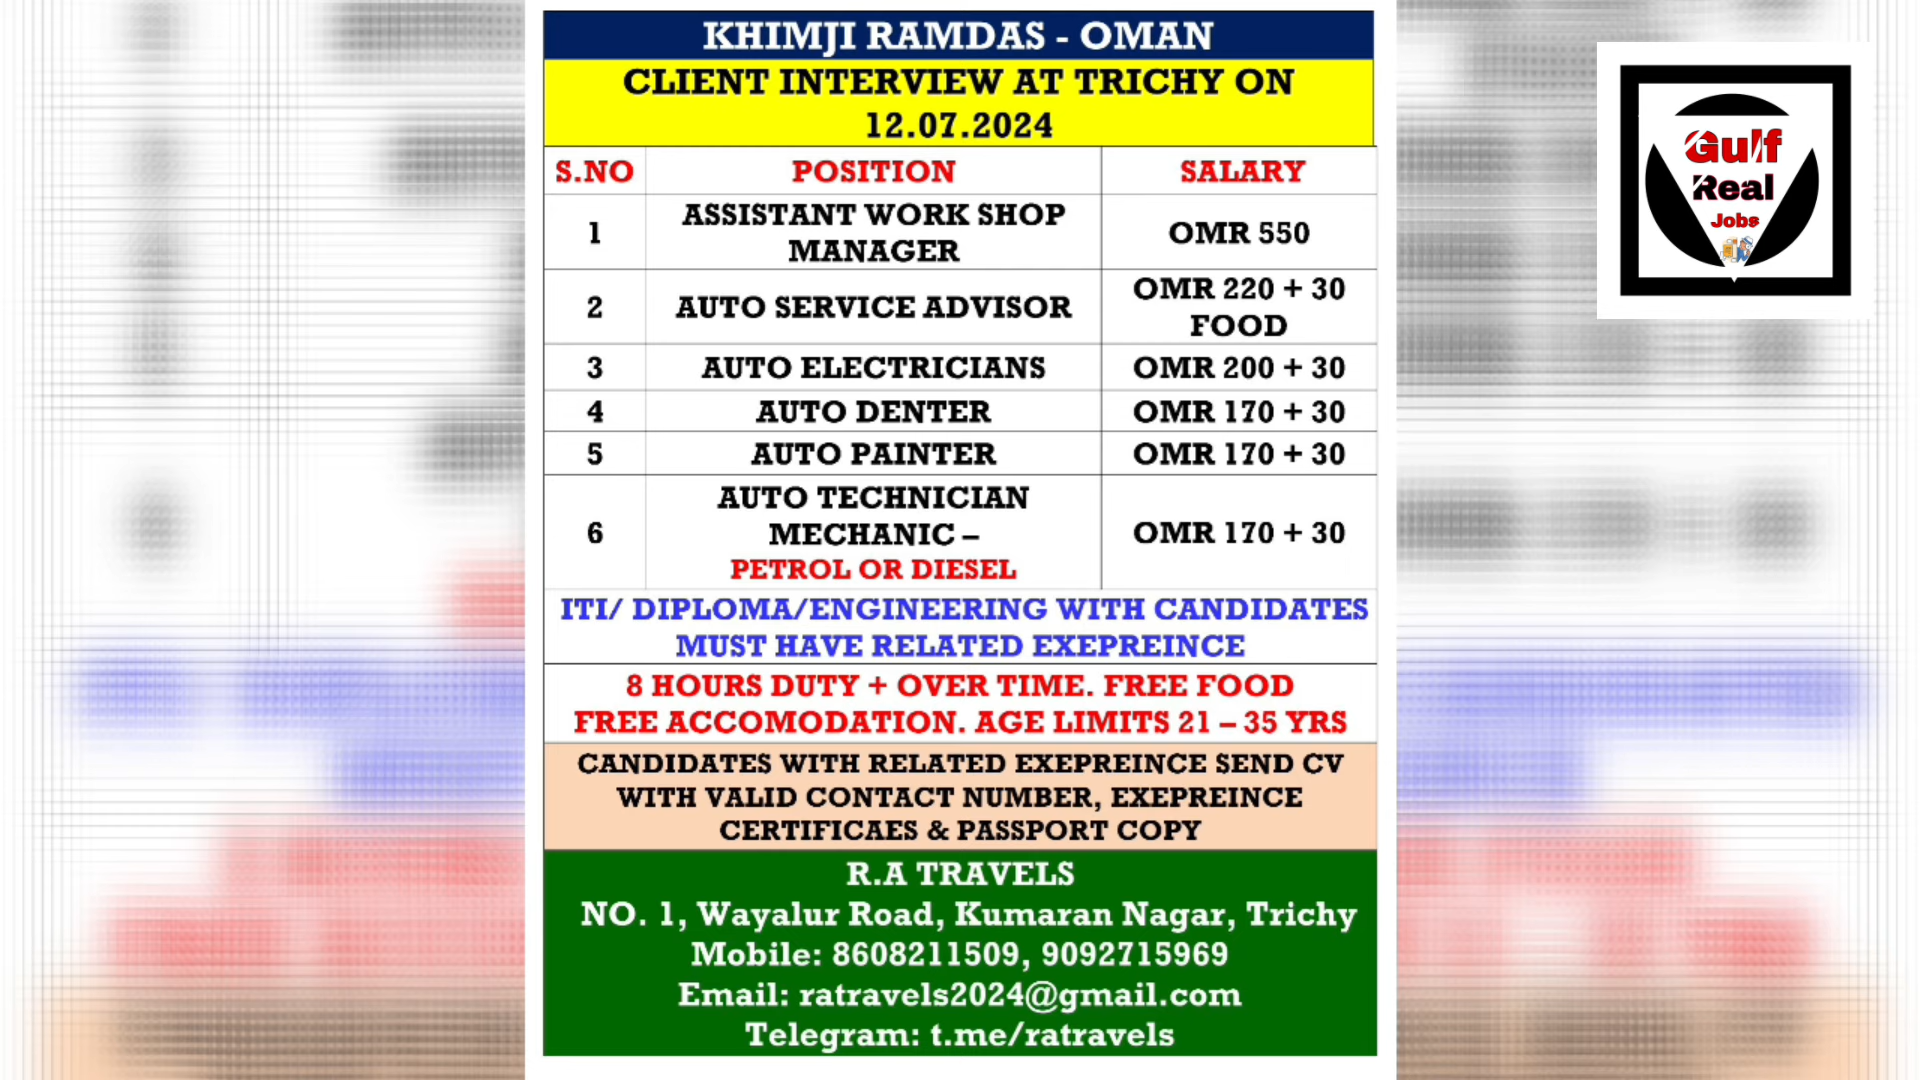 KHIMJI RAMDAS - OMAN
CLIENT INTERVIEW AT TRICHY ON
12.07.2024
S.NO POSITION SALARY
1 ASSISTANT WORK SHOP MANAGER OMR 550
2 AUTO SERVICE ADVISOR OMR 220 + 30 FOOD
3 AUTO ELECTRICIANS OMR 200 + 30
4 AUTO DENTER OMR 170 + 30
5 AUTO PAINTER OMR 170 + 30
6 AUTO TECHNICIAN MECHANIC – PETROL OR DIESEL OMR 170 + 30
ITI/ DIPLOMA/ENGINEERING WITH CANDIDATES
MUST HAVE RELATED EXEPREINCE
8 HOURS DUTY + OVER TIME. FREE FOOD
FREE ACCOMODATION. AGE LIMITS 21 – 35 YRS
CANDIDATES WITH RELATED EXEPREINCE SEND CV
WITH VALID CONTACT NUMBER, EXEPREINCE
CERTIFICAES & PASSPORT COPY
R.A TRAVELS
NO. 1, Wayalur Road, Kumaran Nagar, Trichy
Mobile: 8608211509, 9092715969
Email: ratravels2024@gmail.com
Telegram: t.me/ratravels
Gulf
Real
Jobs